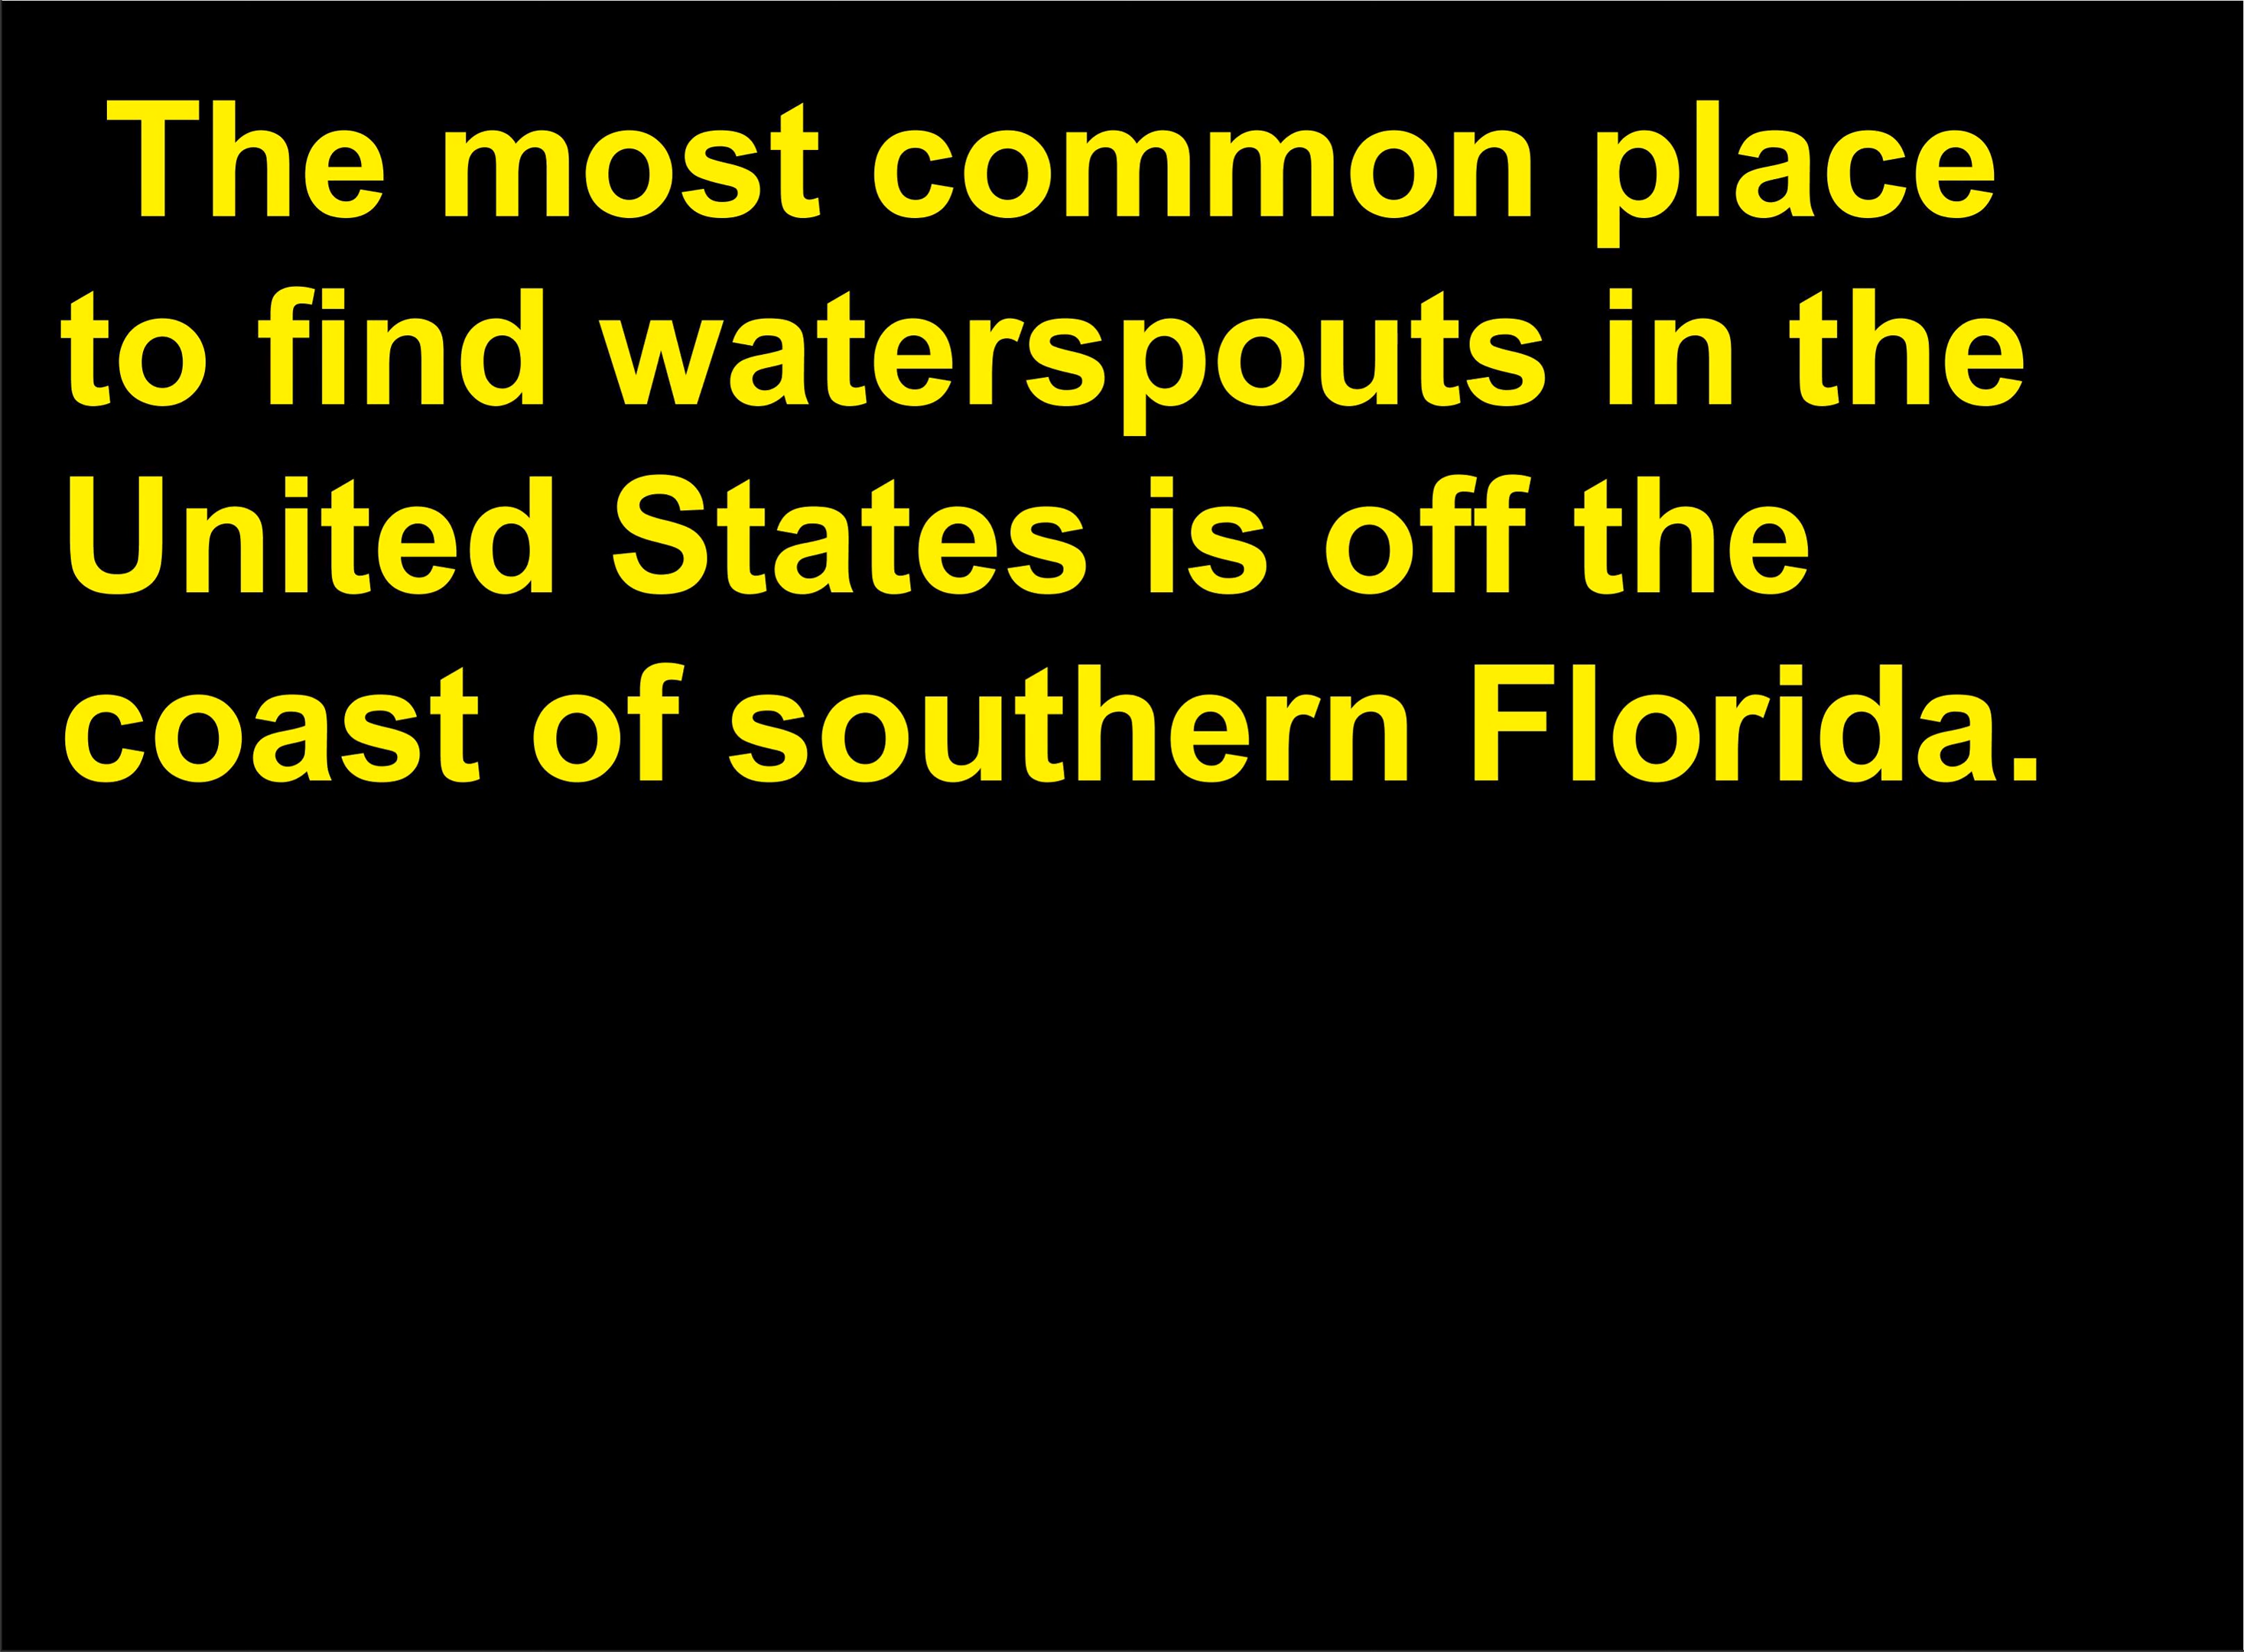 The most common place
to find waterspouts in the
United States is off the
coast of southern Florida.